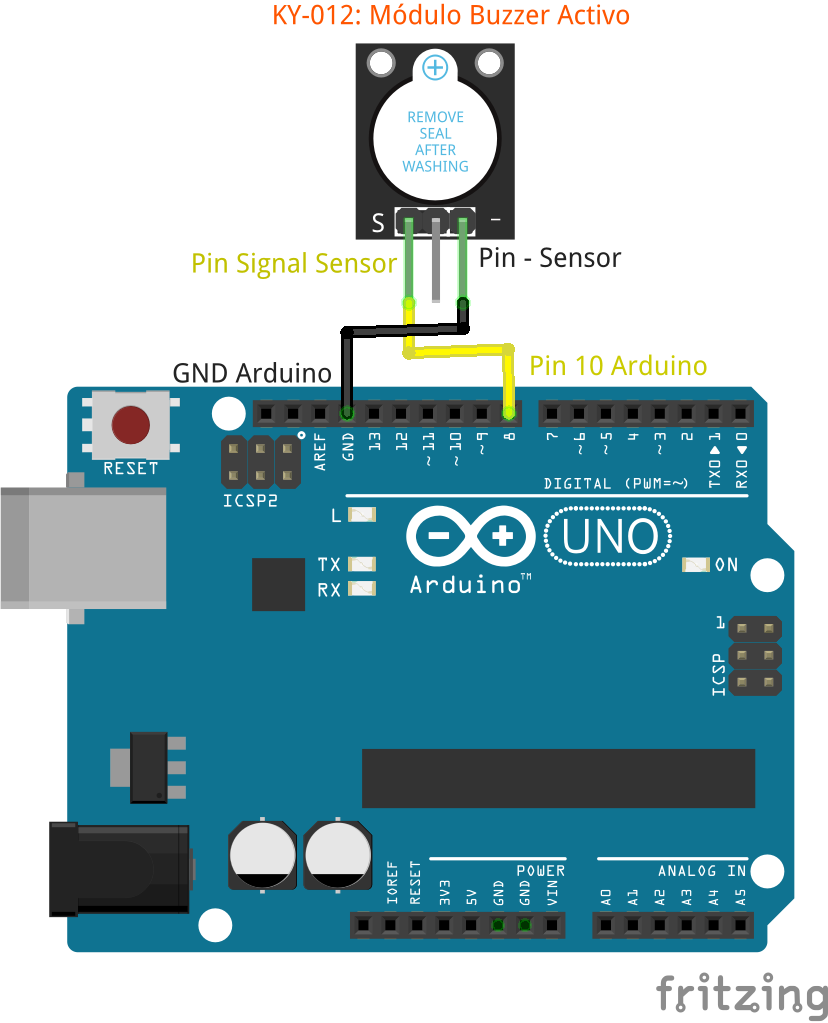 KY-012: Módulo Buzzer Activo
REMOVE
SEAL
AFTER
WASHING
S
−
Pin Signal Sensor
Pin - Sensor
GND Arduino
Pin 10 Arduino
RESET
ICSP2
AREF
GND
13
12
~11
~10
~9
8
7
~6
~5
4
~3
2
TX0▶1
RX0◀0
DIGITAL (PWM=~)
L
TX
RX
Arduino™
UNO
ON
1
ICSP
IOREF
RESET
3V3
5V
GND
GND
VIN
POWER
ANALOG IN
A0
A1
A2
A3
A4
A5
fritzing